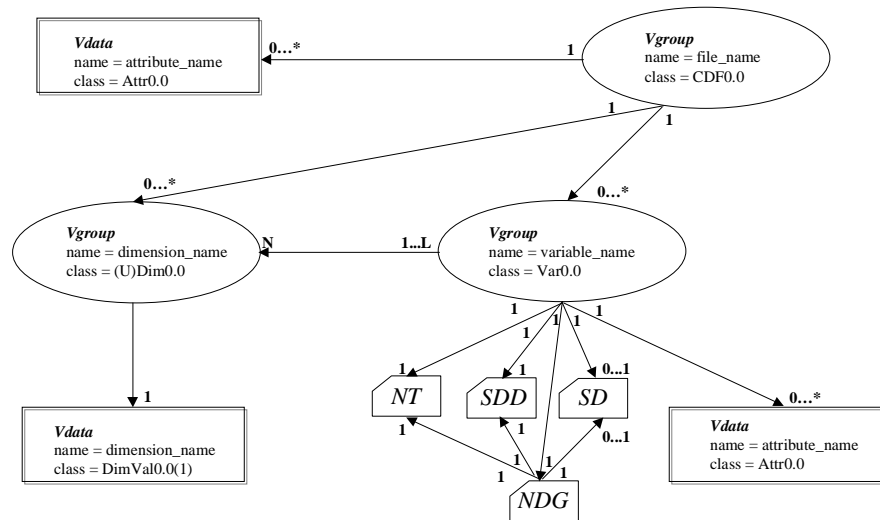 Vdata
name = attribute_name
class = Attr0.0
0...*
1
Vgroup
name = file_name
class = CDF0.0
1
1
0...*
0...*
Vgroup
name = dimension_name
class = (U)Dim0.0
N
1...L
Vgroup
name = variable_name
class = Var0.0
1
1
1
1
1
1
1
0...1
0...*
NT
SDD
SD
1
1
0...1
1
1
1
1
1
NDG
1
Vdata
name = dimension_name
class = DimVal0.0(1)
Vdata
name = attribute_name
class = Attr0.0